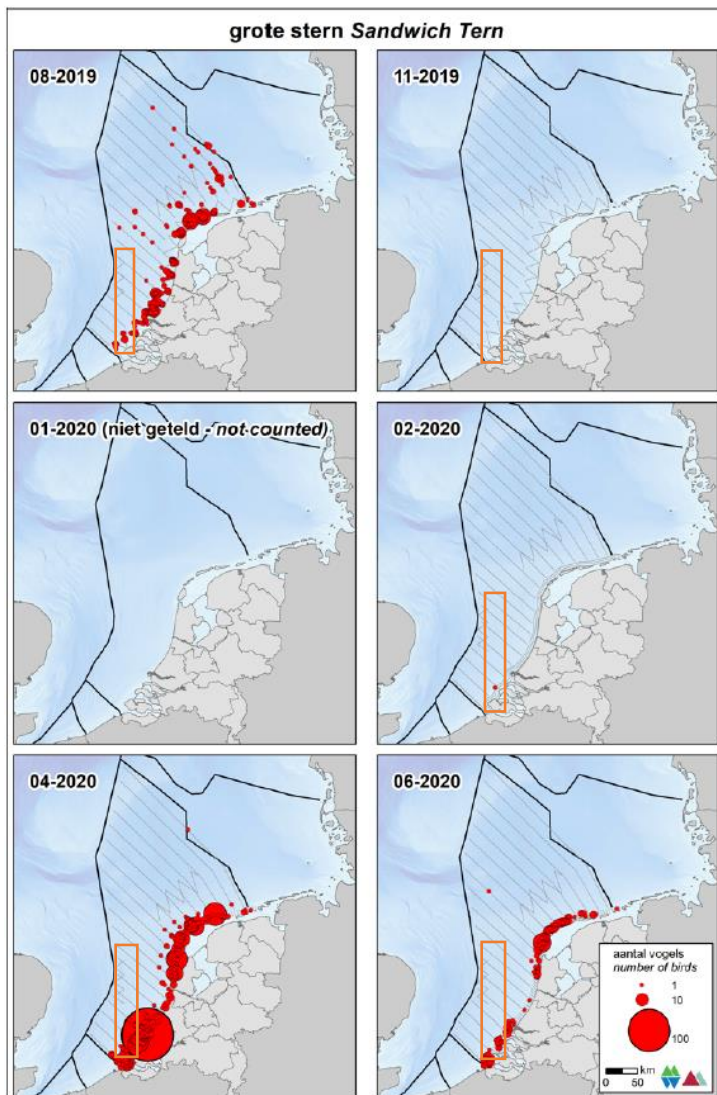 grote stern Sandwich Tern
08-2019
11-2019
01-2020 (niet geteld - not counted)
02-2020
04-2020
06-2020
aantal vogels
number of birds
1
10
100
km
0 50